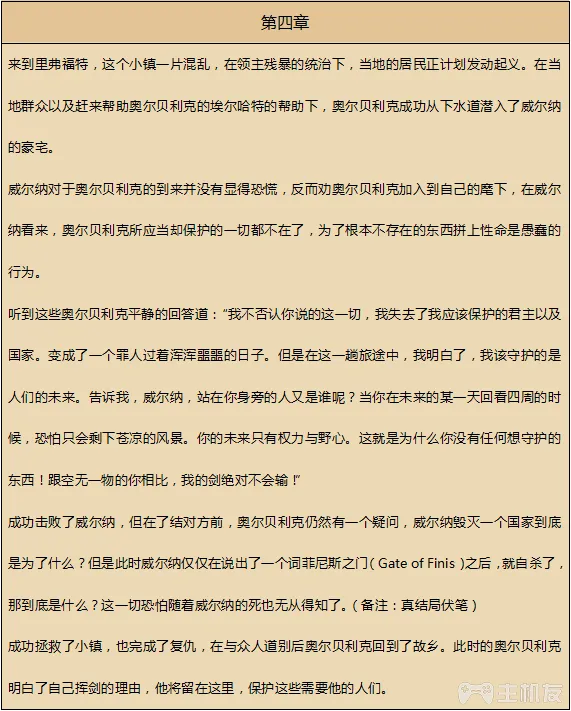 第四章
来到里弗福特，这个小镇一片混乱，在领主残暴的统治下，当地的居民正计划发动起义。在当
地群众以及赶来帮助奥尔贝利克的埃尔哈特的帮助下，奥尔贝利克成功从下水道潜入了威尔纳
的豪宅。
威尔纳对于奥尔贝利克的到来并没有显得恐慌，反而劝奥尔贝利克加入到自己的麾下，在威尔
纳看来，奥尔贝利克所应当却保护的一切都不在了，为了根本不存在的东西拼上性命是愚蠢的
行为。
听到这些奥尔贝利克平静的回答道：“我不否认你说的这一切，我失去了我应该保护的君主以及
国家。变成了一个罪人过着浑浑噩噩的日子。但是在这一趟旅途中，我明白了，我该守护的是
人们的未来。告诉我，威尔纳，站在你身旁的人又是谁呢？当你在未来的某一天回看四周的时
候，恐怕只会剩下苍凉的风景。你的未来只有权力与野心。这就是为什么你没有任何想守护的
东西！跟空无一物的你相比，我的剑绝对不会输！”
成功击败了威尔纳，但在了结对方前，奥尔贝利克仍然有一个疑问，威尔纳毁灭一个国家到底
是为了什么？但是此时威尔纳仅仅在说出了一个词菲尼斯之门（Gate of Finis）之后，就自杀了，
那到底是什么？这一切恐怕随着威尔纳的死也无从得知了。（备注：真结局伏笔）
成功拯救了小镇，也完成了复仇，在与众人道别后奥尔贝利克回到了故乡。此时的奥尔贝利克
明白了自己挥剑的理由，他将留在这里，保护这些需要他的人们。
主机友